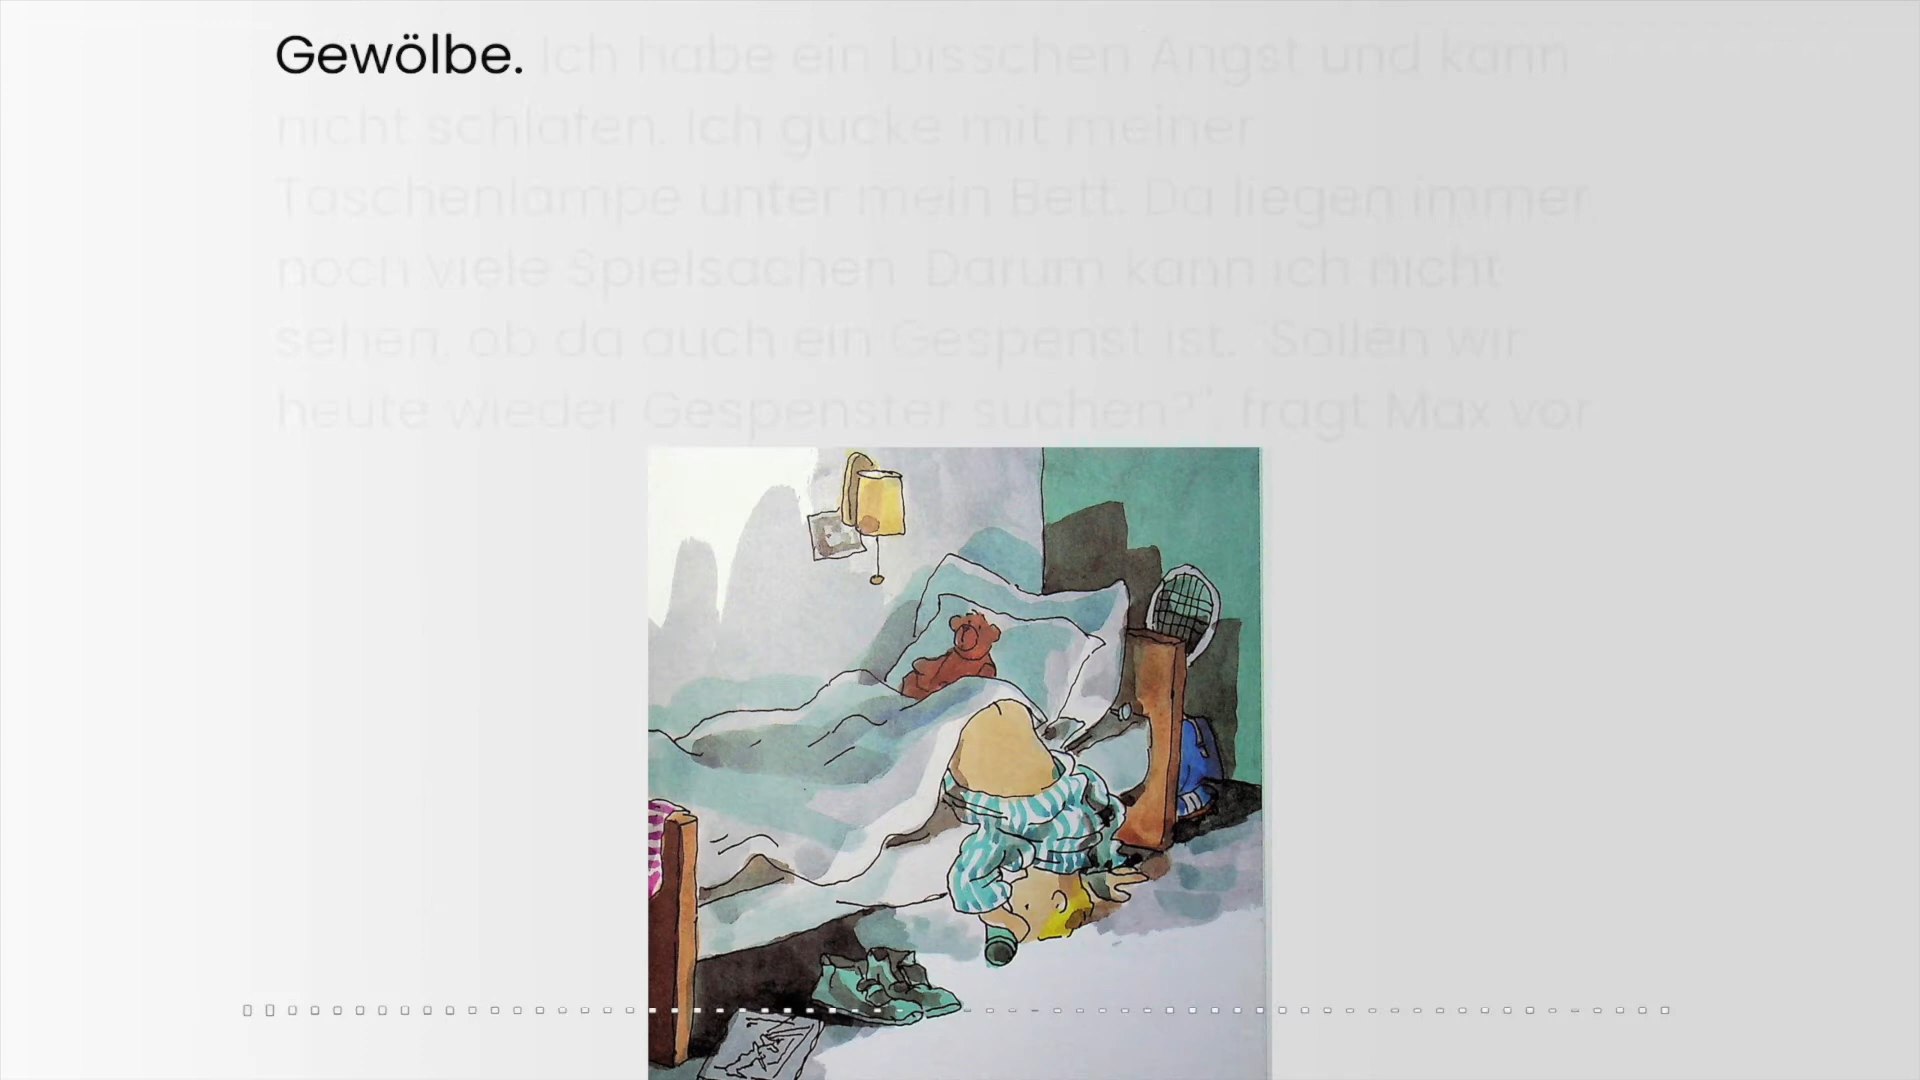 Gewölbe. Ich habe ein bisschen Angst und kann
nicht schlafen. Ich gucke mit meiner
Taschenlampe unter mein Bett. Da liegen immer
noch viele Spielsachen. Darum kann ich nicht
sehen, ob da auch ein Gespenst ist. "Sollen wir
heute wieder Gespenster suchen?", fragt Max vor